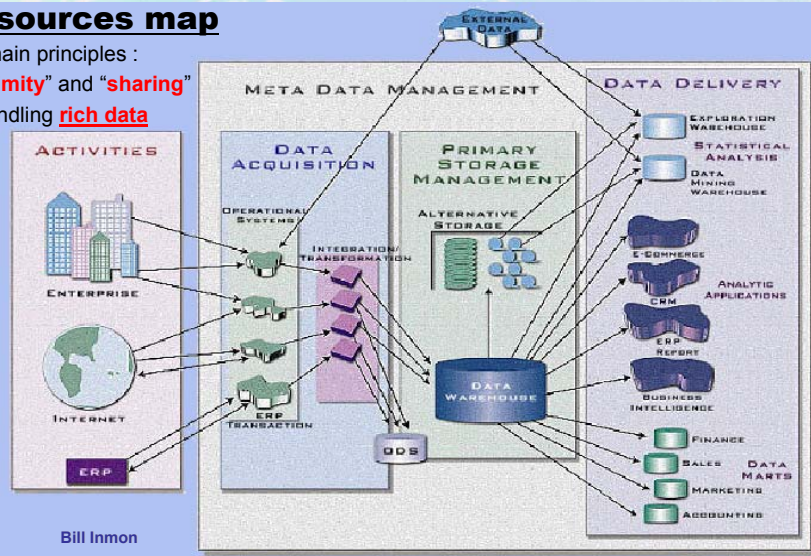 sources map
ain principles :
mity” and “sharing”
ndling rich data
EXTERNAL
DATA
META DATA MANAGEMENT
DATA DELIVERY
ACTIVITIES
ENTERPRISE
INTERNET
ERP
DATA
ACQUISITION
OPERATIONAL
SYSTEMS
INTEGRATION/
TRANSFORMATION
ERP
TRANSACTION
ODS
PRIMARY
STORAGE
MANAGEMENT
ALTERNATIVE
STORAGE
DATA
WAREHOUSE
EXPLORATION
WAREHOUSE
STATISTICAL
ANALYSIS
DATA
MINING
WAREHOUSE
E-COMMERCE
ANALYTIC
APPLICATIONS
CRM
ERP
REPORT
BUSINESS
INTELLIGENCE
FINANCE
SALES
DATA
MARTS
MARKETING
ACCOUNTING
Bill Inmon